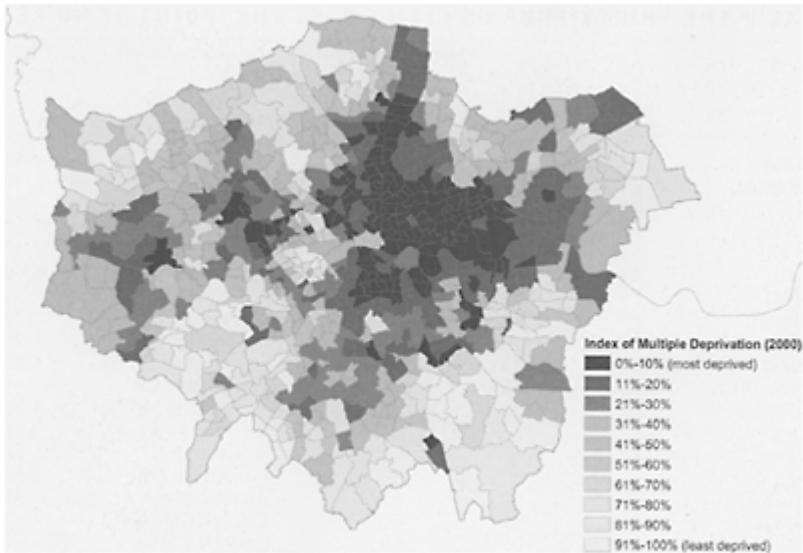 Index of Multiple Deprivation (2000)
0%-10% (most deprived)
11%-20%
21%-30%
31%-40%
41%-50%
51%-60%
61%-70%
71%-80%
81%-90%
91%-100% (least deprived)